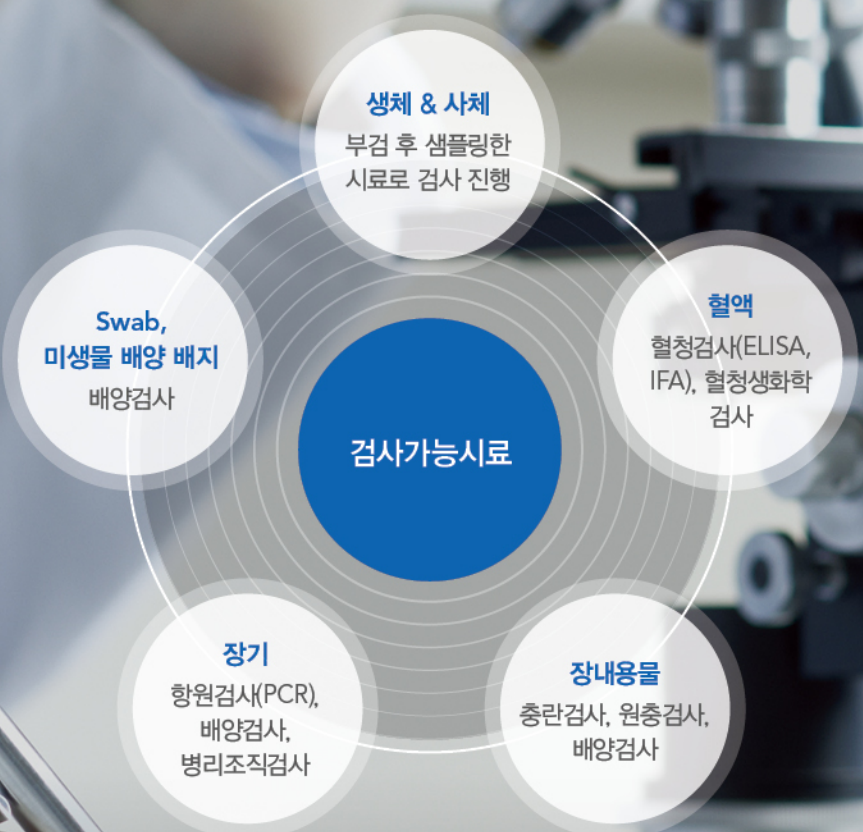 생체 & 사체
부검 후 샘플링한
시료로 검사 진행
Swab,
미생물 배양 배지
배양검사
혈액
혈청검사(ELISA,
IFA), 혈청생화학
검사
검사가능시료
장기
항원검사(PCR),
배양검사,
병리조직검사
장내용물
충란검사, 원충검사,
배양검사